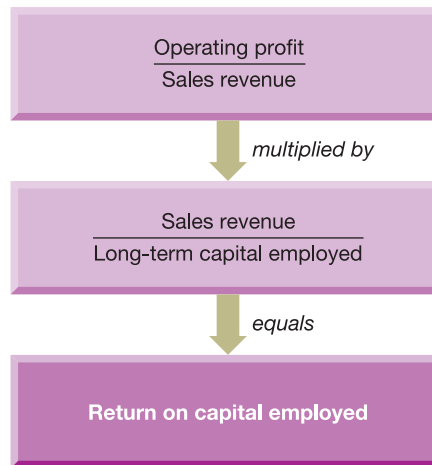 Operating profit
Sales revenue
multiplied by
Sales revenue
Long-term capital employed
equals
Return on capital employed